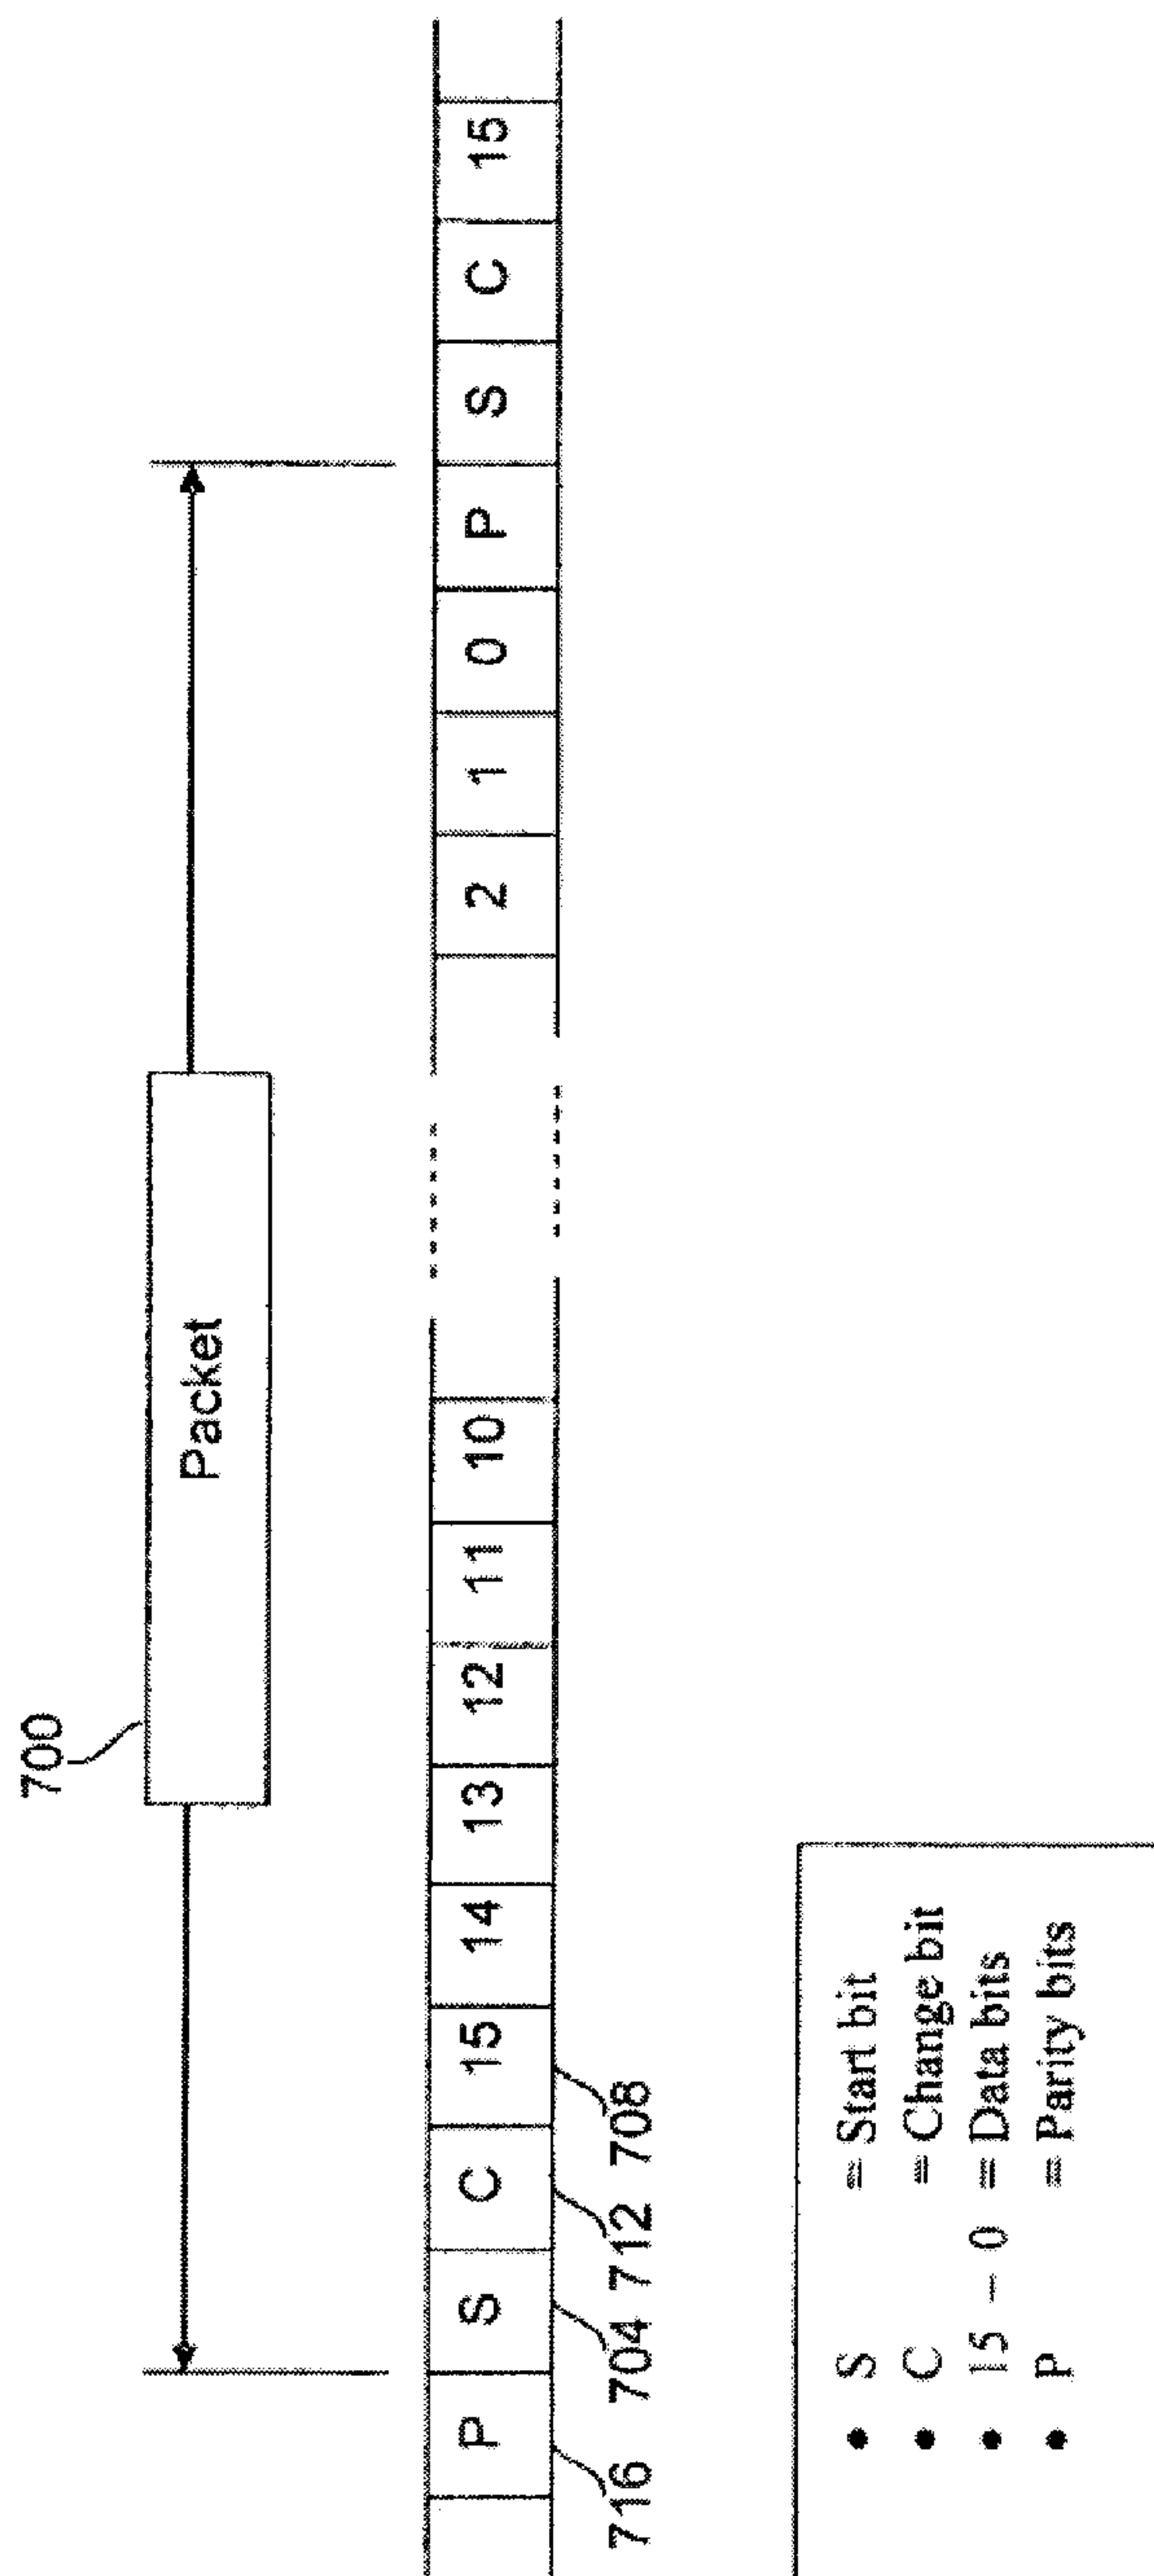 700
Packet
P S C 15 14 13 12 11 10 2 1 0 P S C 15
716 704 712 708
• S = Start bit
• C = Change bit
• 15 – 0 = Data bits
• P = Parity bits